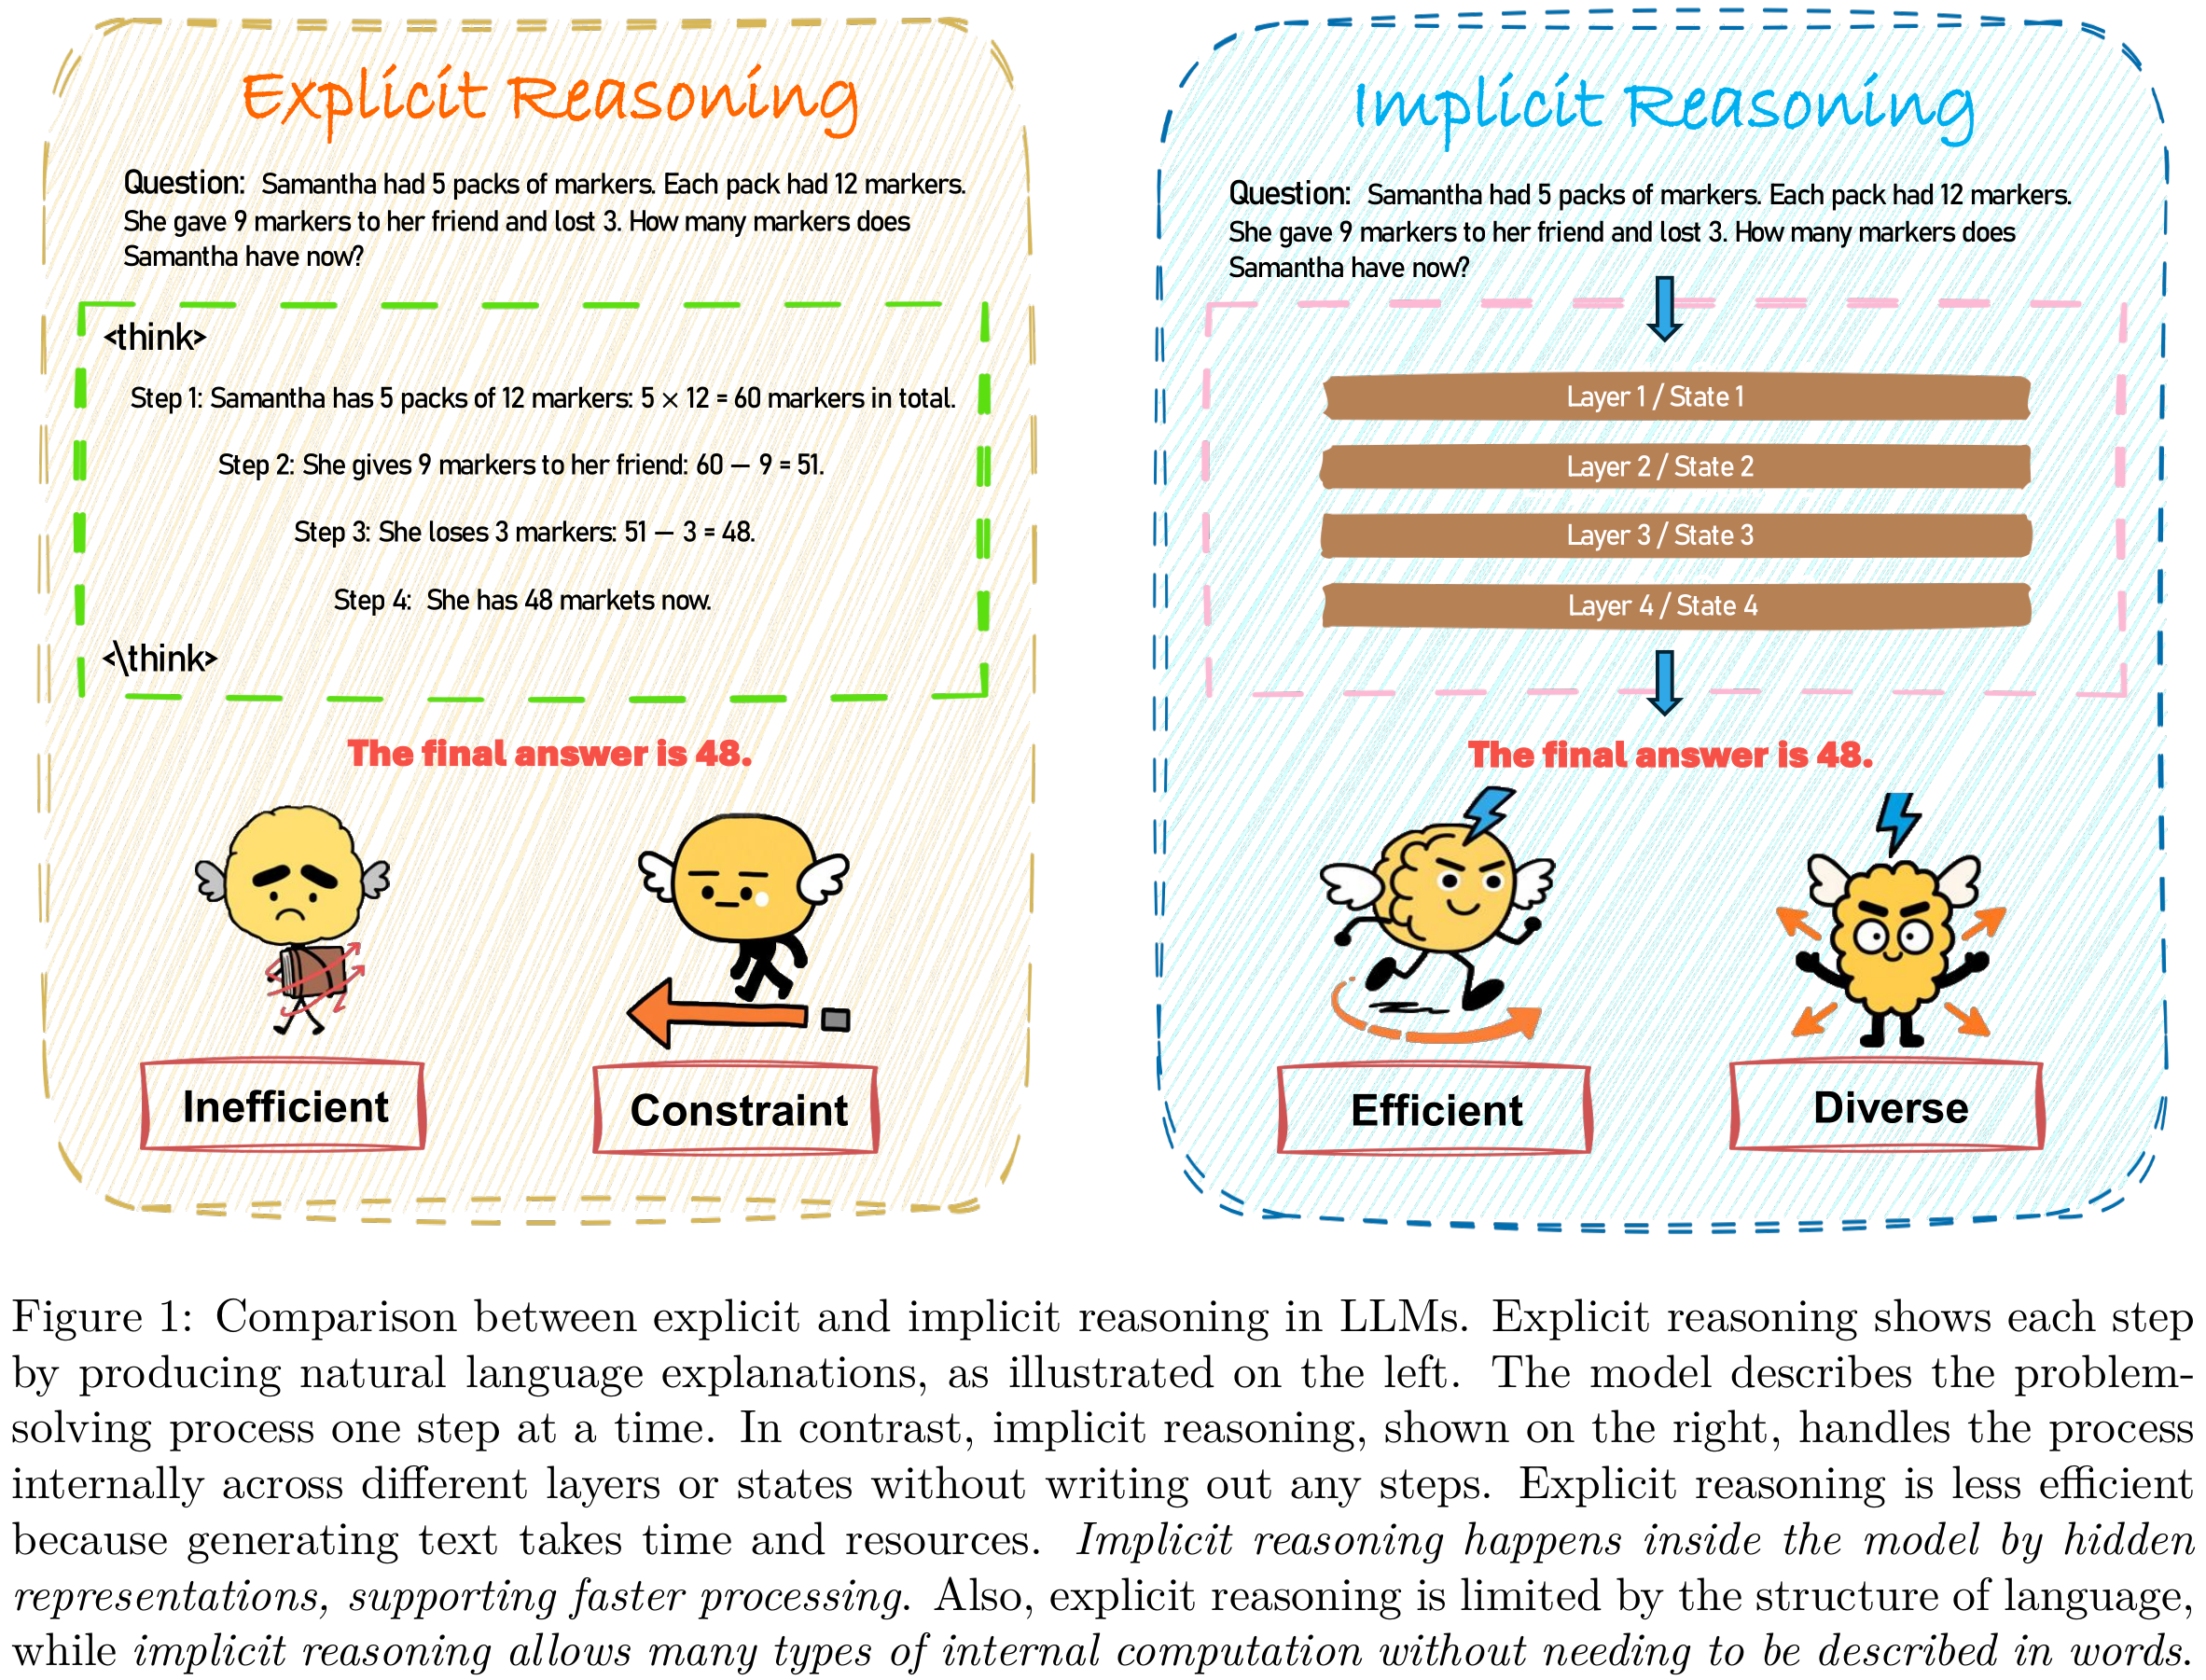 Explicit Reasoning
Question: Samantha had 5 packs of markers. Each pack had 12 markers.
She gave 9 markers to her friend and lost 3. How many markers does
Samantha have now?
<think>
Step 1: Samantha has 5 packs of 12 markers: 5 × 12 = 60 markers in total.
Step 2: She gives 9 markers to her friend: 60 – 9 = 51.
Step 3: She loses 3 markers: 51 – 3 = 48.
Step 4: She has 48 markets now.
<\think>
The final answer is 48.
Inefficient
Constraint
Implicit Reasoning
Question: Samantha had 5 packs of markers. Each pack had 12 markers.
She gave 9 markers to her friend and lost 3. How many markers does
Samantha have now?
Layer 1 / State 1
Layer 2 / State 2
Layer 3 / State 3
Layer 4 / State 4
The final answer is 48.
Efficient
Diverse
Figure 1: Comparison between explicit and implicit reasoning in LLMs. Explicit reasoning shows each step
by producing natural language explanations, as illustrated on the left. The model describes the problem-
solving process one step at a time. In contrast, implicit reasoning, shown on the right, handles the process
internally across different layers or states without writing out any steps. Explicit reasoning is less efficient
because generating text takes time and resources. Implicit reasoning happens inside the model by hidden
representations, supporting faster processing. Also, explicit reasoning is limited by the structure of language,
while implicit reasoning allows many types of internal computation without needing to be described in words.